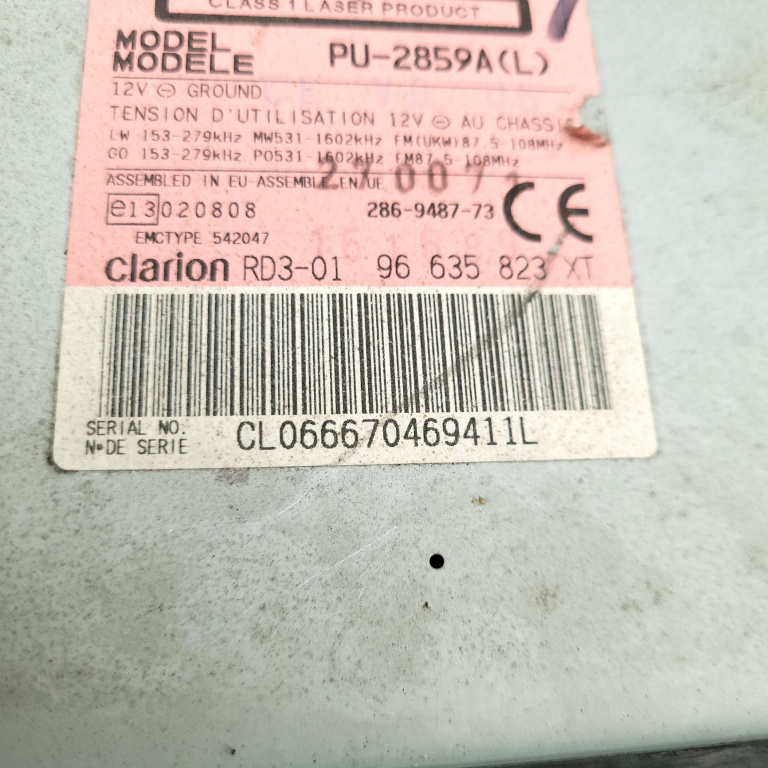 CLASS 1 LASER PRODUCT
MODEL
MODELE PU-2859A(L)
12V ⊖ GROUND
TENSION D'UTILISATION 12V ⊖ AU CHASSIS
LW 153-279kHz MW531-1602kHz FM(UKW)87.5-108MHz
GO 153-279kHz PO531-1602kHz FM87.5-108MHz
ASSEMBLED IN EU-ASSEMBLE EN UE
e13 020808 286-9487-73 CE
EMCTYPE 542047
clarion RD3-01 96 635 823 XT
SERIAL NO.
N° DE SERIE CL066670469411L